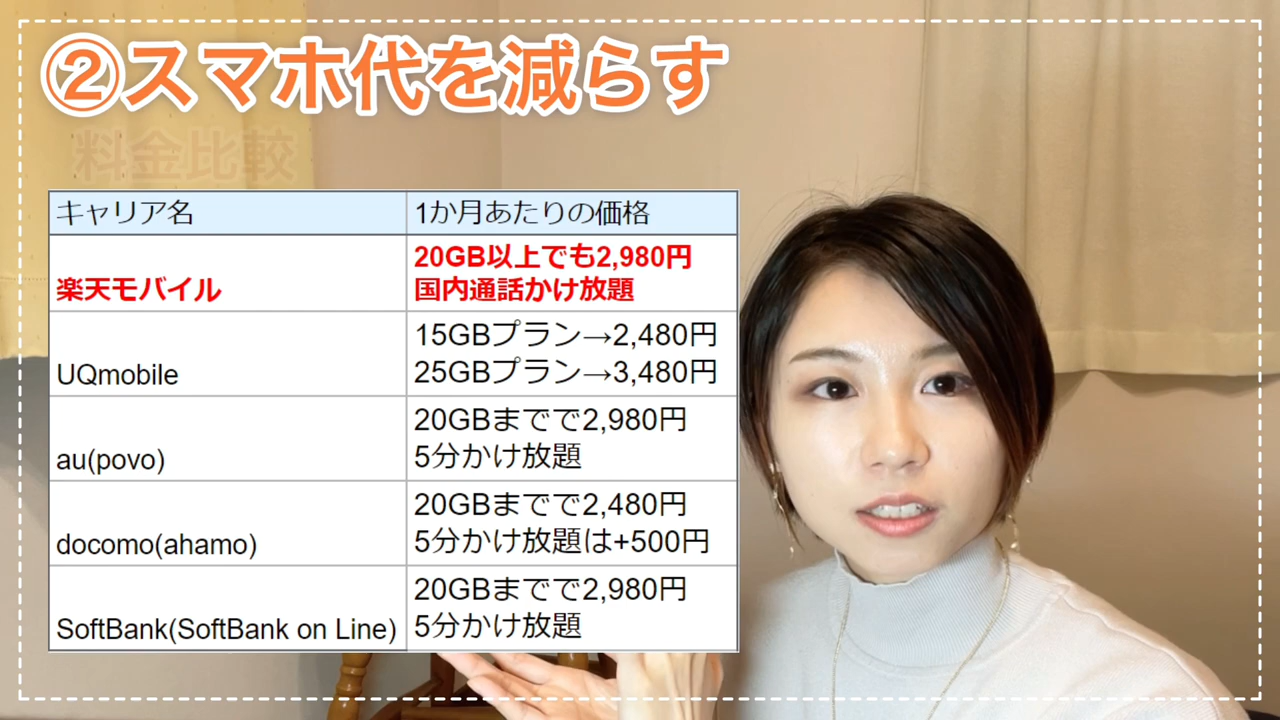 ②スマホ代を減らす
料金比較
キャリア名 1か月あたりの価格
楽天モバイル 20GB以上でも2,980円
国内通話かけ放題
UQmobile 15GBプラン→2,480円
25GBプラン→3,480円
au(povo) 20GBまでで2,980円
5分かけ放題
docomo(ahamo) 20GBまでで2,480円
5分かけ放題は+500円
SoftBank(SoftBank on Line) 20GBまでで2,980円
5分かけ放題